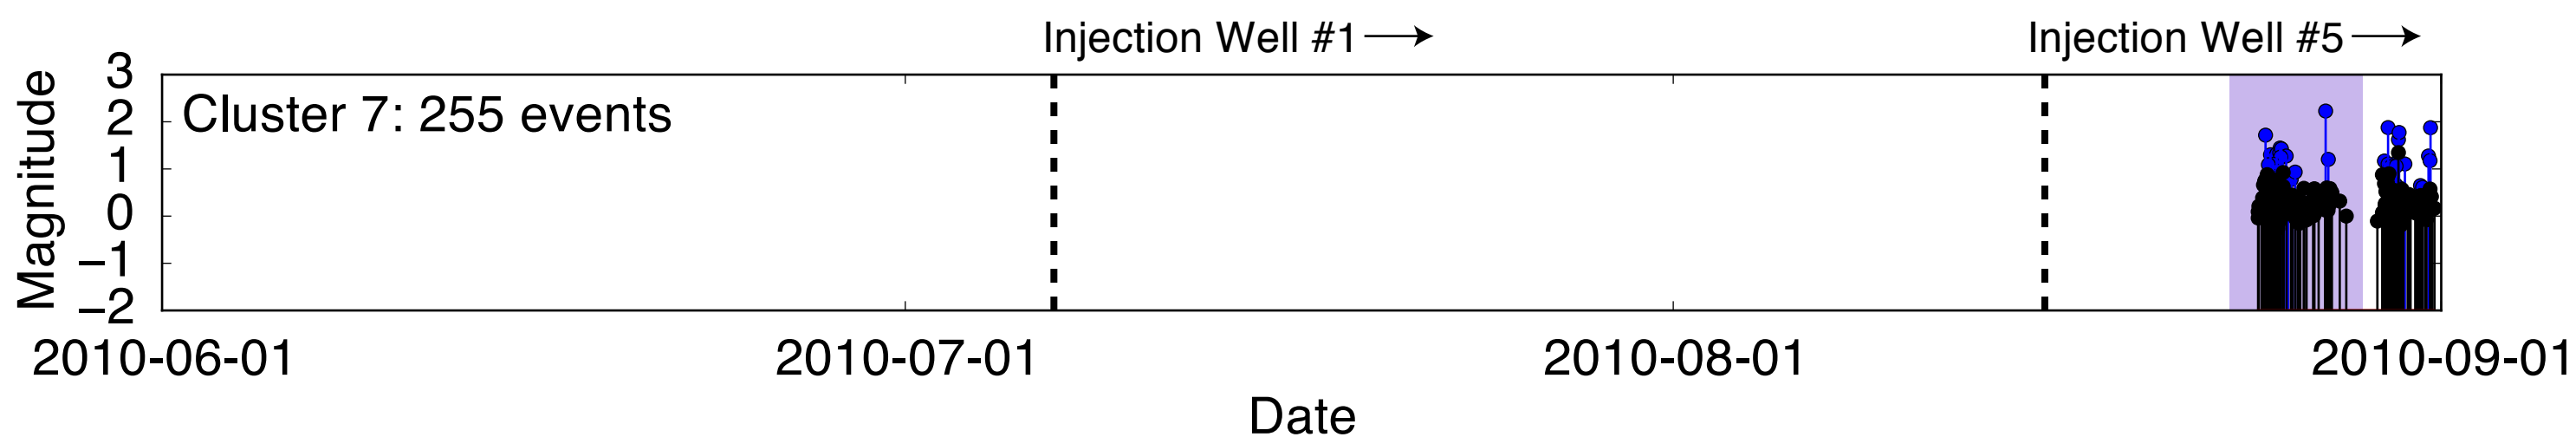 Injection Well #1
Injection Well #5
Magnitude
3
2
1
0
−1
−2
Cluster 7: 255 events
2010-06-01
2010-07-01
2010-08-01
2010-09-01
Date